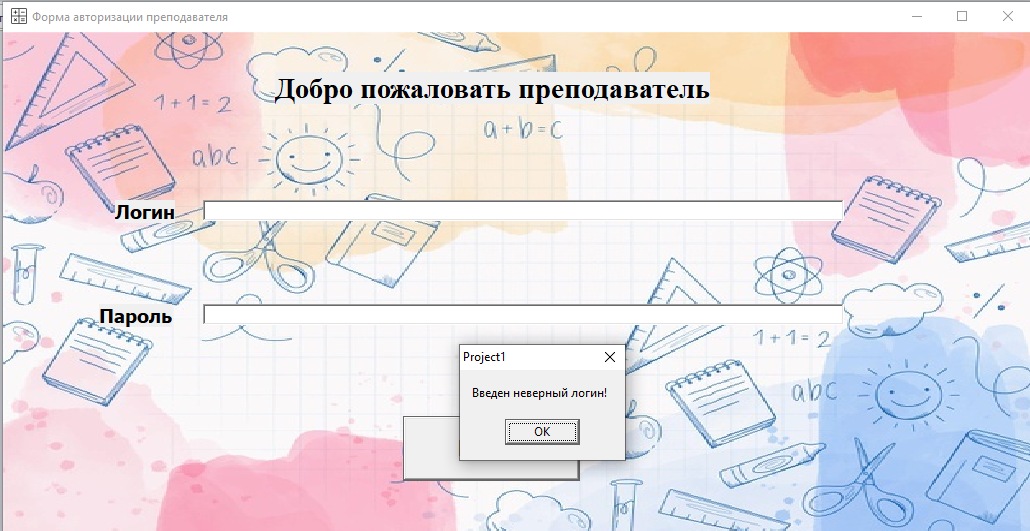 Форма авторизации преподавателя
Добро пожаловать преподаватель
1+1=2
a+b=c
abc
Логин
Пароль
1+1=2
Project1
Введен неверный логин!
abc
OK